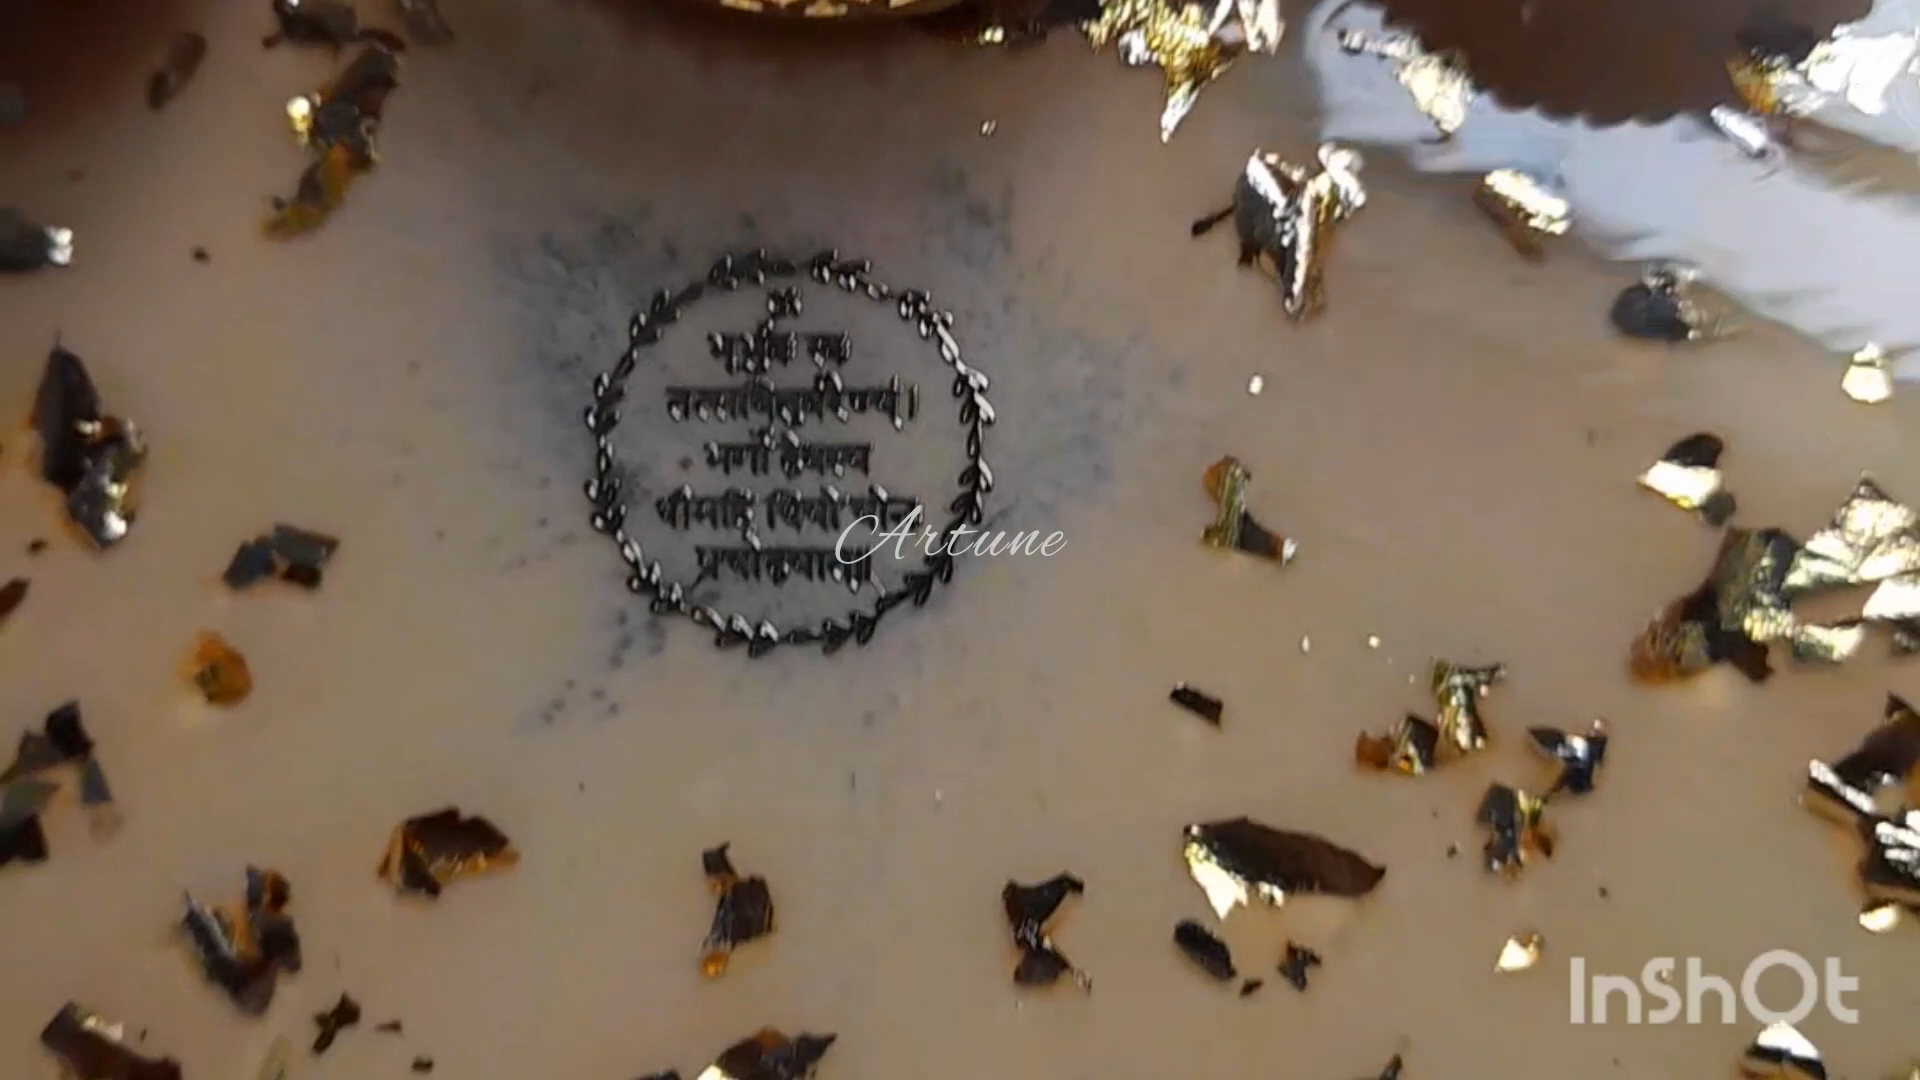 ॐ
भूर्भुवः स्वः
तत्सवितुर्वरेण्यं।
भर्गो देवस्य
धीमहि धियो यो नः
प्रचोदयात्॥
Artune
InShOt